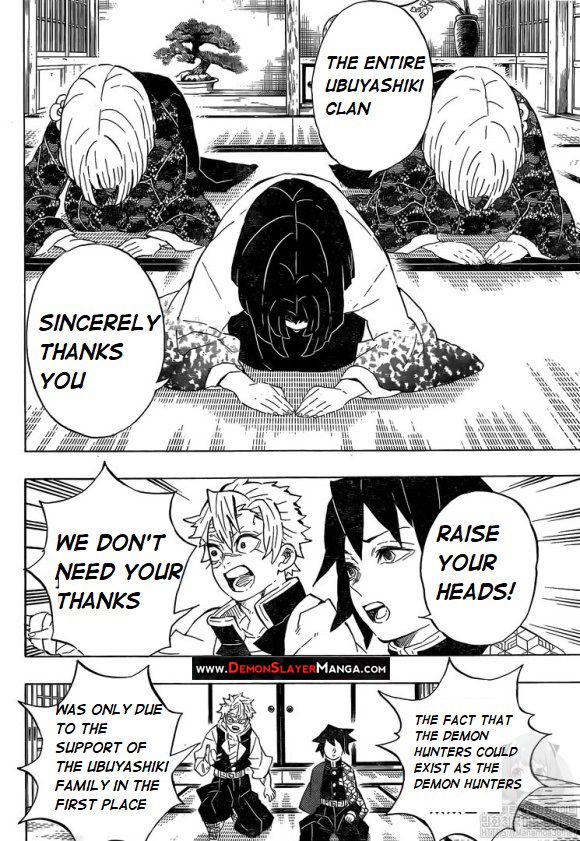 THE ENTIRE
UBUYASHIKI
CLAN
SINCERELY
THANKS
YOU
RAISE
YOUR
HEADS!
WE DON'T
NEED YOUR
THANKS
WWW.DEMONSLAYERMANGA.COM
THE FACT THAT
THE DEMON
HUNTERS COULD
EXIST AS THE
DEMON HUNTERS
WAS ONLY DUE
TO THE
SUPPORT OF
THE UBUYASHIKI
FAMILY IN THE
FIRST PLACE